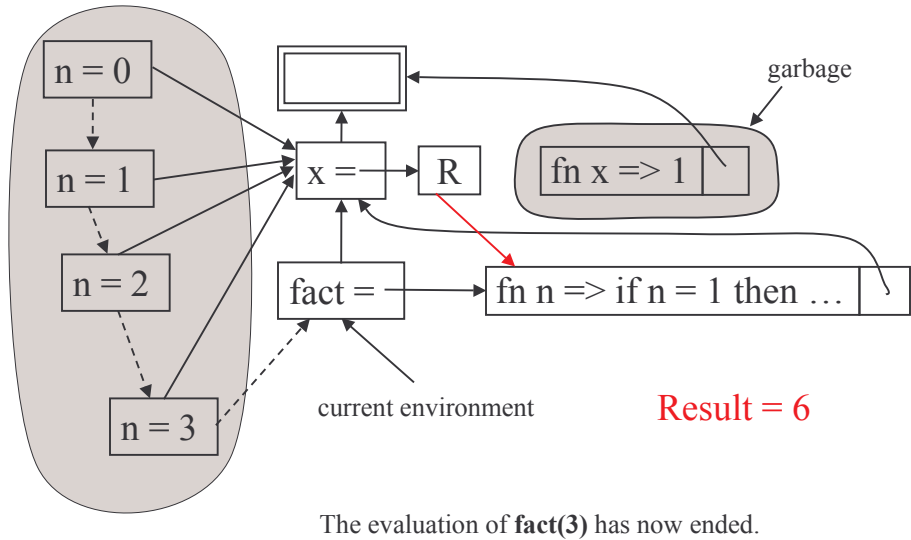 n = 0
garbage
n = 1
x =
R
fn x => 1
n = 2
fact =
fn n => if n = 1 then …
current environment
Result = 6
n = 3
The evaluation of fact(3) has now ended.